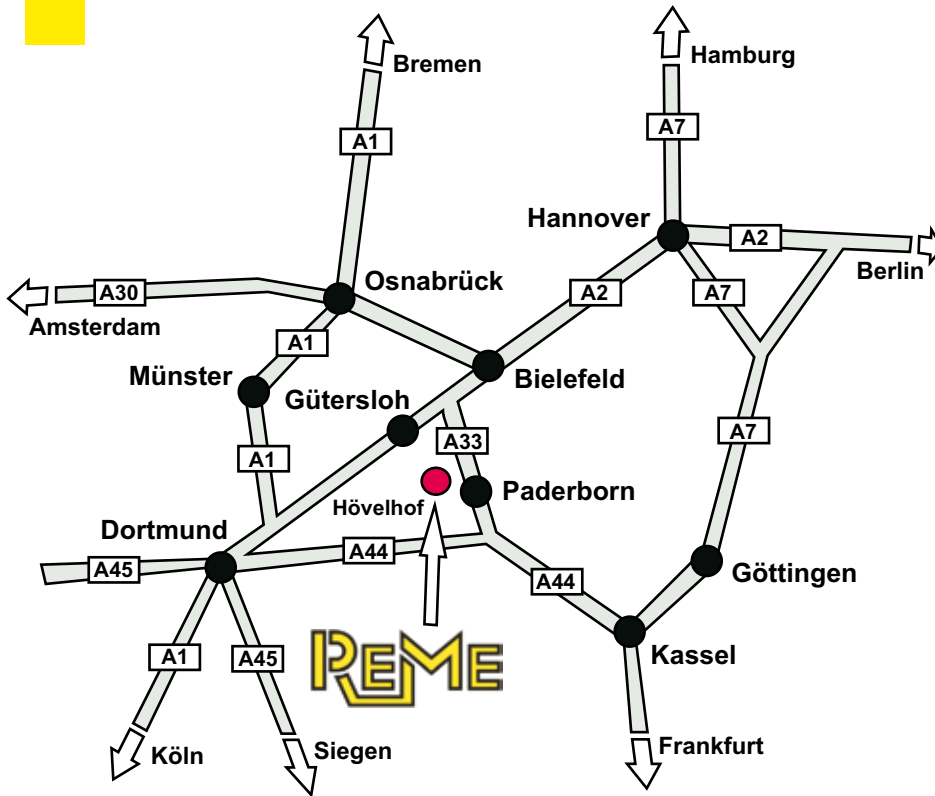 Bremen
Hamburg
A1
A7
Hannover
A2
Berlin
Osnabrück
A30
A2
A7
Amsterdam
A1
Münster
Bielefeld
Gütersloh
A7
A33
A1
Paderborn
Hövelhof
Dortmund
A44
A45
A44
Göttingen
A1
A45
REME
Kassel
Köln
Siegen
Frankfurt